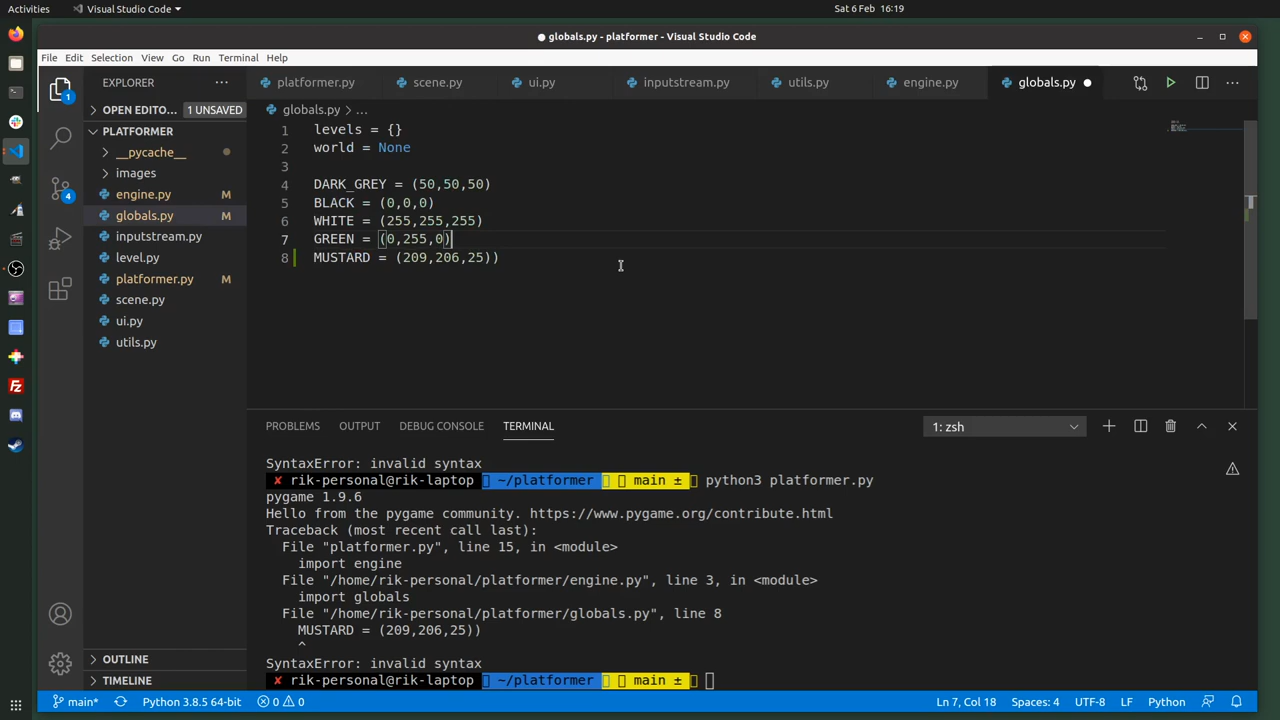 Activities
Visual Studio Code
Sat 6 Feb 16:19
globals.py - platformer - Visual Studio Code
File Edit Selection View Go Run Terminal Help
EXPLORER
platformer.py
scene.py
ui.py
inputstream.py
utils.py
engine.py
globals.py
OPEN EDITO... 1 UNSAVED
PLATFORMER
__pycache__
images
engine.py M
globals.py M
inputstream.py
level.py
platformer.py M
scene.py
ui.py
utils.py
OUTLINE
TIMELINE
1
4
globals.py > ...
1 levels = {}
2 world = None
3
4 DARK_GREY = (50,50,50)
5 BLACK = (0,0,0)
6 WHITE = (255,255,255)
7 GREEN = (0,255,0)
8 MUSTARD = (209,206,25))
PROBLEMS OUTPUT DEBUG CONSOLE TERMINAL
1: zsh
SyntaxError: invalid syntax
✘ rik-personal@rik-laptop ~/platformer main ± python3 platformer.py
pygame 1.9.6
Hello from the pygame community. https://www.pygame.org/contribute.html
Traceback (most recent call last):
File "platformer.py", line 15, in <module>
import engine
File "/home/rik-personal/platformer/engine.py", line 3, in <module>
import globals
File "/home/rik-personal/platformer/globals.py", line 8
MUSTARD = (209,206,25))
^
SyntaxError: invalid syntax
✘ rik-personal@rik-laptop ~/platformer main ±
main* Python 3.8.5 64-bit 0 0
Ln 7, Col 18 Spaces: 4 UTF-8 LF Python